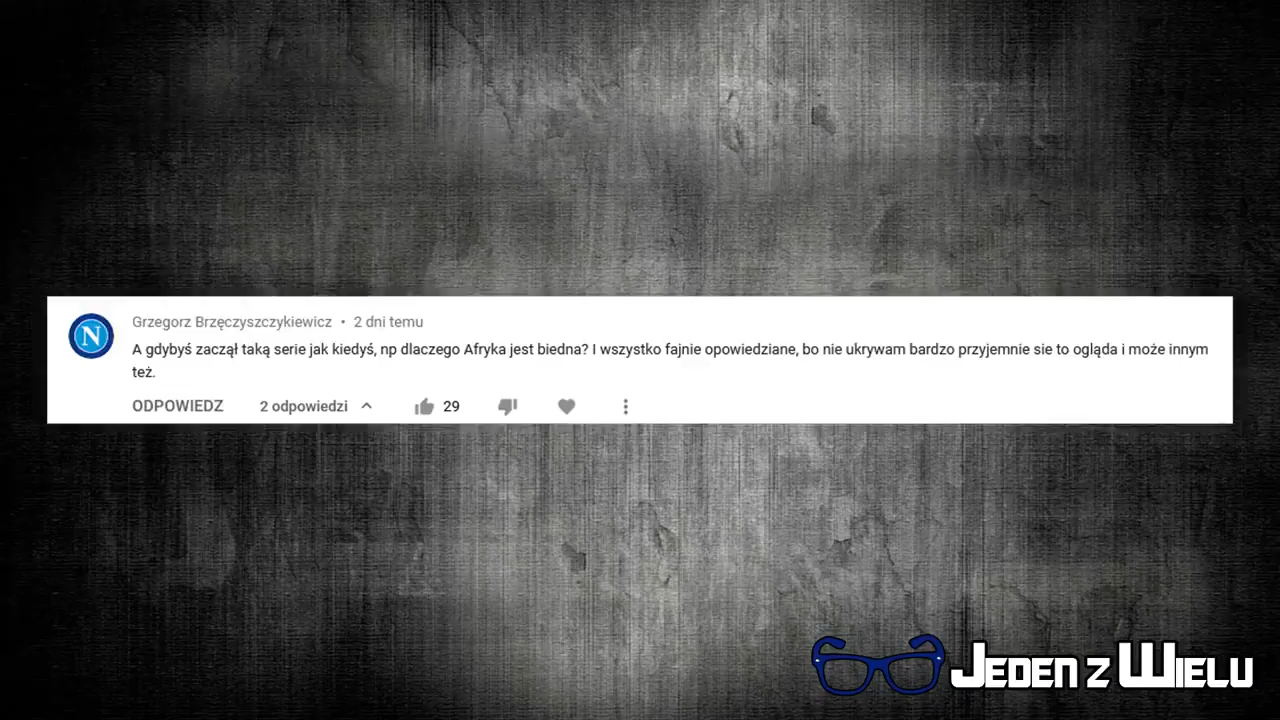 Grzegorz Brzęczyszczykiewicz • 2 dni temu
A gdybyś zaczął taką serie jak kiedyś, np dlaczego Afryka jest biedna? I wszystko fajnie opowiedziane, bo nie ukrywam bardzo przyjemnie sie to ogląda i może innym
też.
ODPOWIEDZ 2 odpowiedzi 29
JEDEN Z WIELU